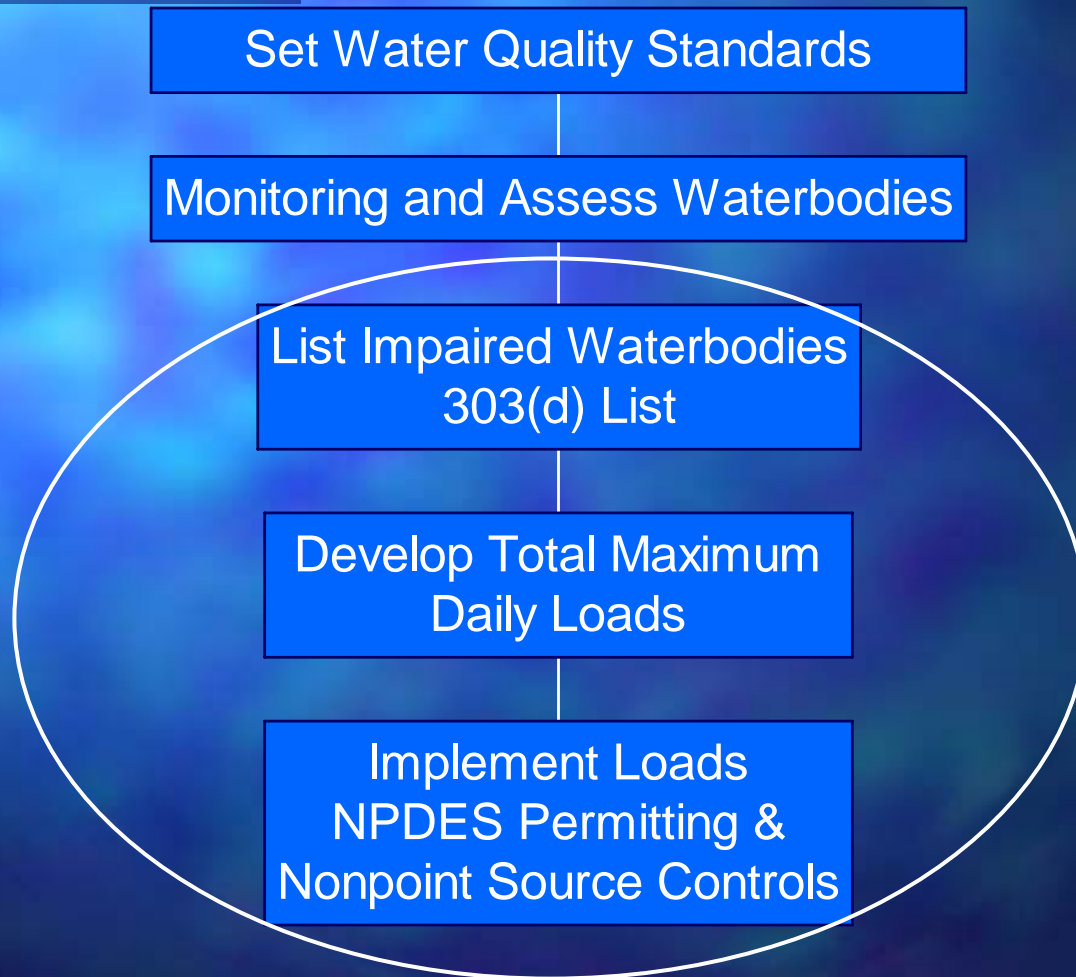 Set Water Quality Standards
Monitoring and Assess Waterbodies
List Impaired Waterbodies
303(d) List
Develop Total Maximum
Daily Loads
Implement Loads
NPDES Permitting &
Nonpoint Source Controls